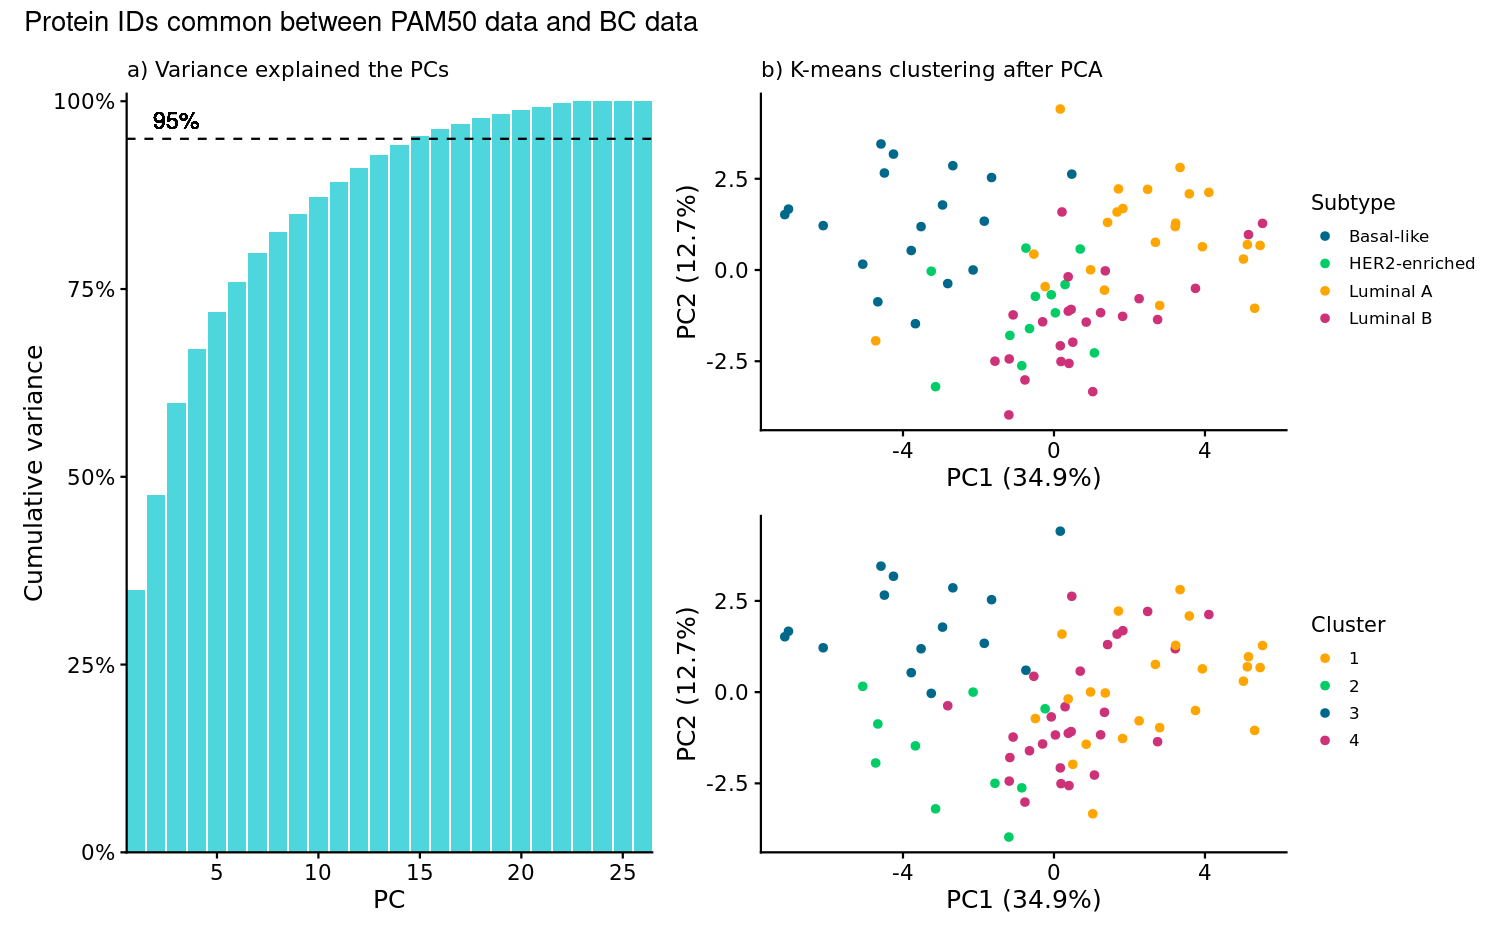 Protein IDs common between PAM50 data and BC data
a) Variance explained the PCs
100%
95%
75%
50%
25%
0%
Cumulative variance
5 10 15 20 25
PC
b) K-means clustering after PCA
2.5
0.0
-2.5
PC2 (12.7%)
-4 0 4
PC1 (34.9%)
Subtype
Basal-like
HER2-enriched
Luminal A
Luminal B
2.5
0.0
-2.5
PC2 (12.7%)
-4 0 4
PC1 (34.9%)
Cluster
1
2
3
4